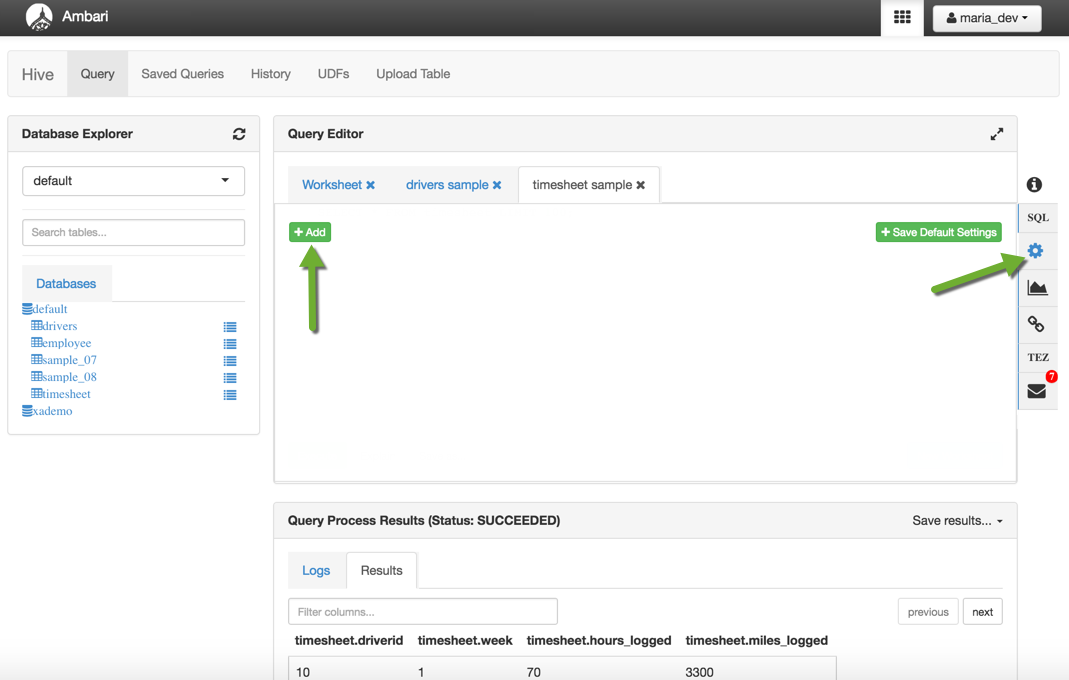 Ambari
maria_dev
Hive Query Saved Queries History UDFs Upload Table
Database Explorer
default
Search tables...
Databases
default
drivers
employee
sample_07
sample_08
timesheet
xademo
Query Editor
Worksheet drivers sample timesheet sample
+ Add
+ Save Default Settings
SQL
TEZ
7
Query Process Results (Status: SUCCEEDED)
Save results...
Logs Results
Filter columns...
previous next
timesheet.driverid timesheet.week timesheet.hours_logged timesheet.miles_logged
10 1 70 3300